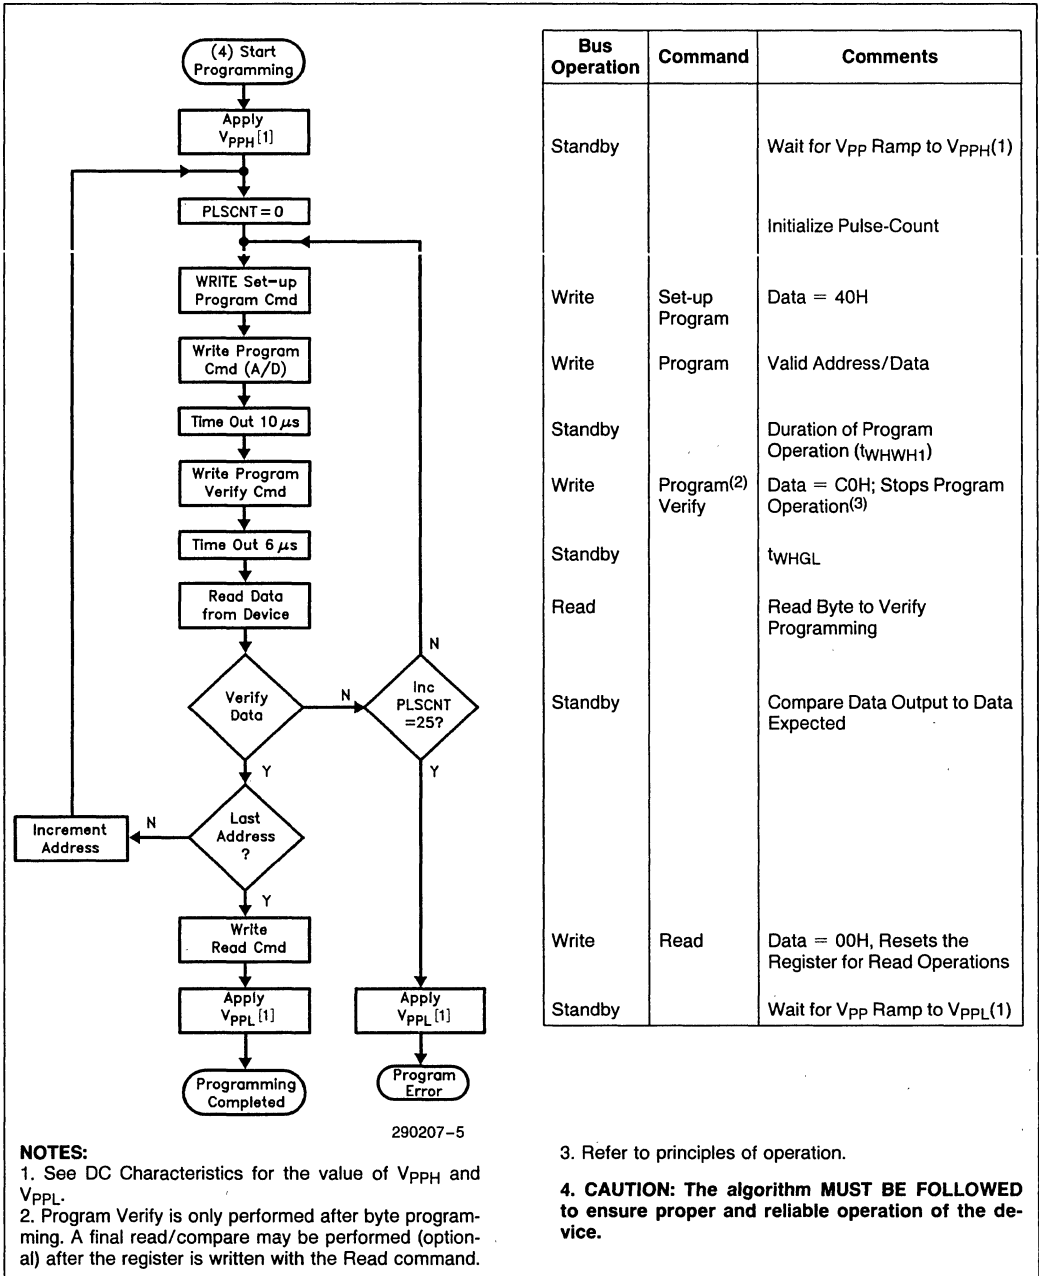 (4) Start
Programming
Apply
VPPH[1]
PLSCNT = 0
WRITE Set-up
Program Cmd
Write Program
Cmd (A/D)
Time Out 10 μs
Write Program
Verify Cmd
Time Out 6 μs
Read Data
from Device
Verify
Data
N
Inc
PLSCNT
=25?
N
Y
Y
Last
Address
?
N
Increment
Address
Y
Write
Read Cmd
Apply
VPPL[1]
Programming
Completed
Apply
VPPL[1]
Program
Error
290207-5
Bus
Operation
Command
Comments
Standby
Wait for VPP Ramp to VPPH(1)
Initialize Pulse-Count
Write
Set-up
Program
Data = 40H
Write
Program
Valid Address/Data
Standby
Duration of Program
Operation (tWHWH1)
Write
Program(2)
Verify
Data = C0H; Stops Program
Operation(3)
Standby
tWHGL
Read
Read Byte to Verify
Programming
Standby
Compare Data Output to Data
Expected
Write
Read
Data = 00H, Resets the
Register for Read Operations
Standby
Wait for VPP Ramp to VPPL(1)
NOTES:
1. See DC Characteristics for the value of VPPH and
VPPL.
2. Program Verify is only performed after byte program-
ming. A final read/compare may be performed (option-
al) after the register is written with the Read command.
3. Refer to principles of operation.
4. CAUTION: The algorithm MUST BE FOLLOWED
to ensure proper and reliable operation of the de-
vice.